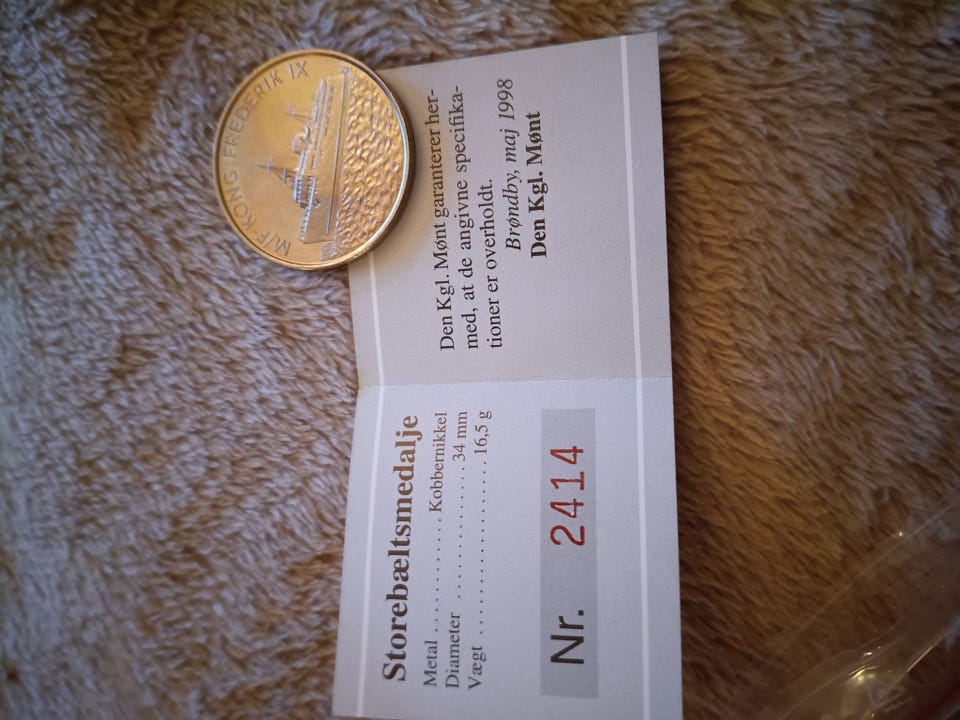 M/F KONG FREDERIK IX
Storebæltsmedalje
Metal . . . . . . . . . . . Kobbernikkel
Diameter . . . . . . . . . . . . . . . 34 mm
Vægt . . . . . . . . . . . . . . . . . . 16,5 g
Nr. 2414
Den Kgl. Mønt garanterer her-
med, at de angivne specifika-
tioner er overholdt.
Brøndby, maj 1998
Den Kgl. Mønt